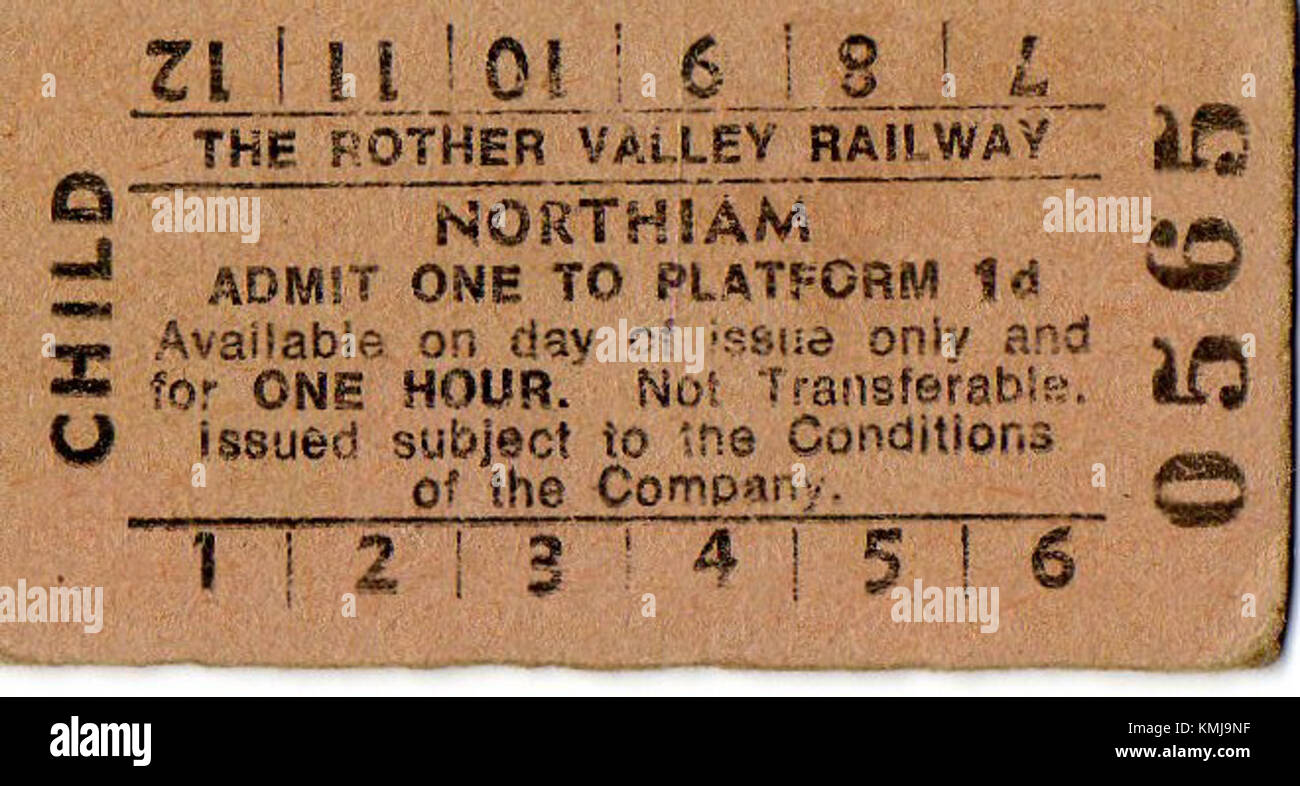 12 | 11 | 10 | 9 | 8 | 7
THE ROTHER VALLEY RAILWAY
CHILD
NORTHIAM
ADMIT ONE TO PLATFORM 1d
Available on day of issue only and
for ONE HOUR. Not Transferable.
Issued subject to the Conditions
of the Company.
0565
1 | 2 | 3 | 4 | 5 | 6
alamy
Image ID: KMJ9NF
www.alamy.com